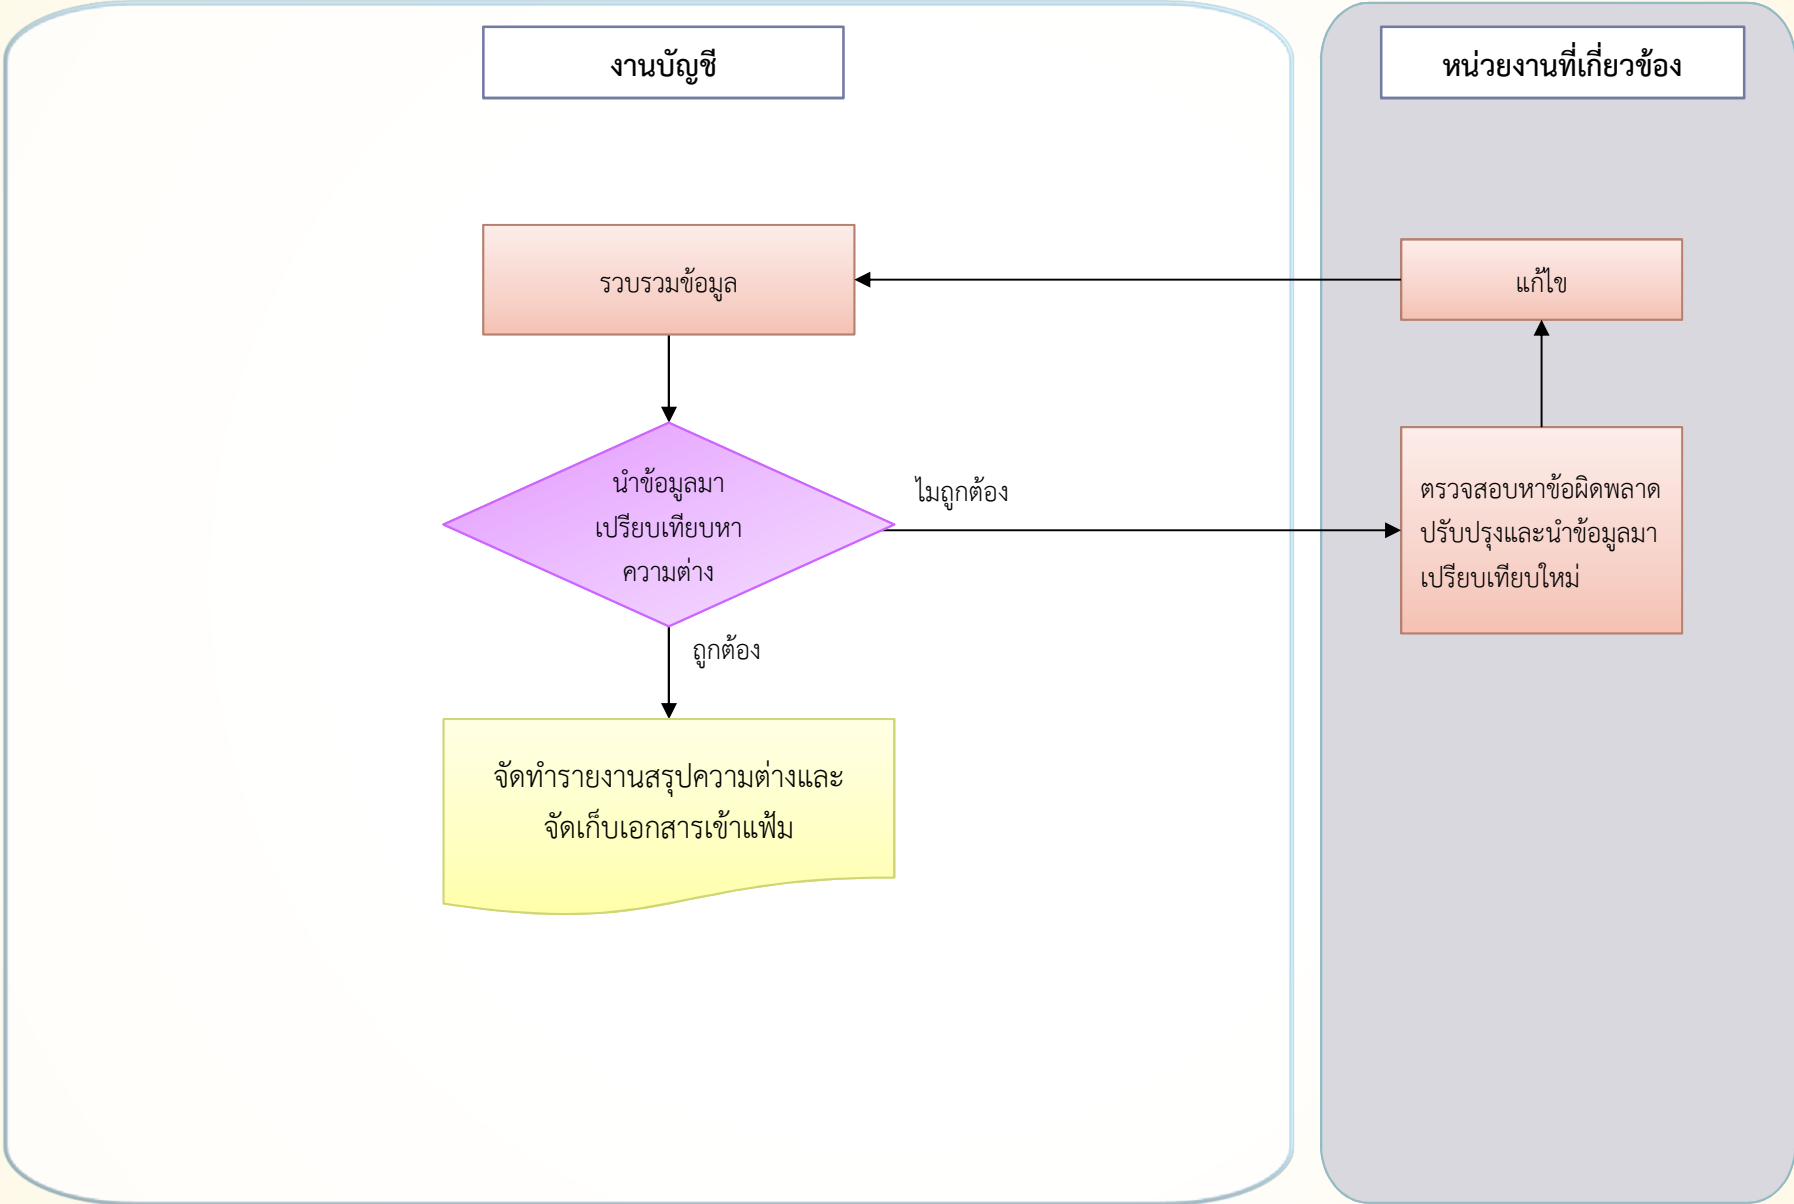 งานบัญชี
หน่วยงานที่เกี่ยวข้อง
รวบรวมข้อมูล
แก้ไข
นำข้อมูลมา
เปรียบเทียบหา
ความต่าง
ไมถูกต้อง
ตรวจสอบหาข้อผิดพลาด
ปรับปรุงและนำข้อมูลมา
เปรียบเทียบใหม่
ถูกต้อง
จัดทำรายงานสรุปความต่างและ
จัดเก็บเอกสารเข้าแฟ้ม